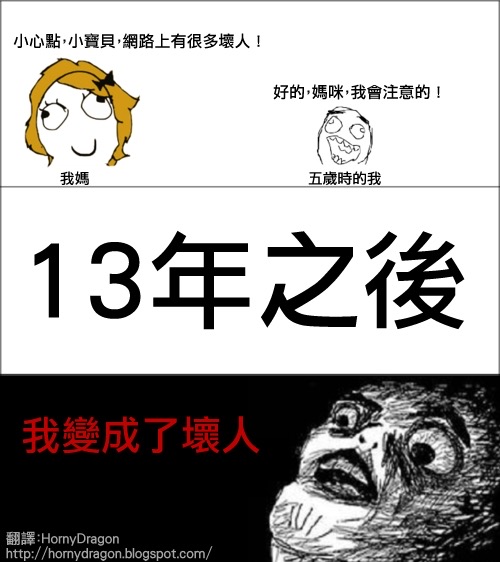 小心點,小寶貝,網路上有很多壞人！
好的,媽咪,我會注意的！
我媽
五歲時的我
13年之後
我變成了壞人
翻譯:HornyDragon
http://hornydragon.blogspot.com/